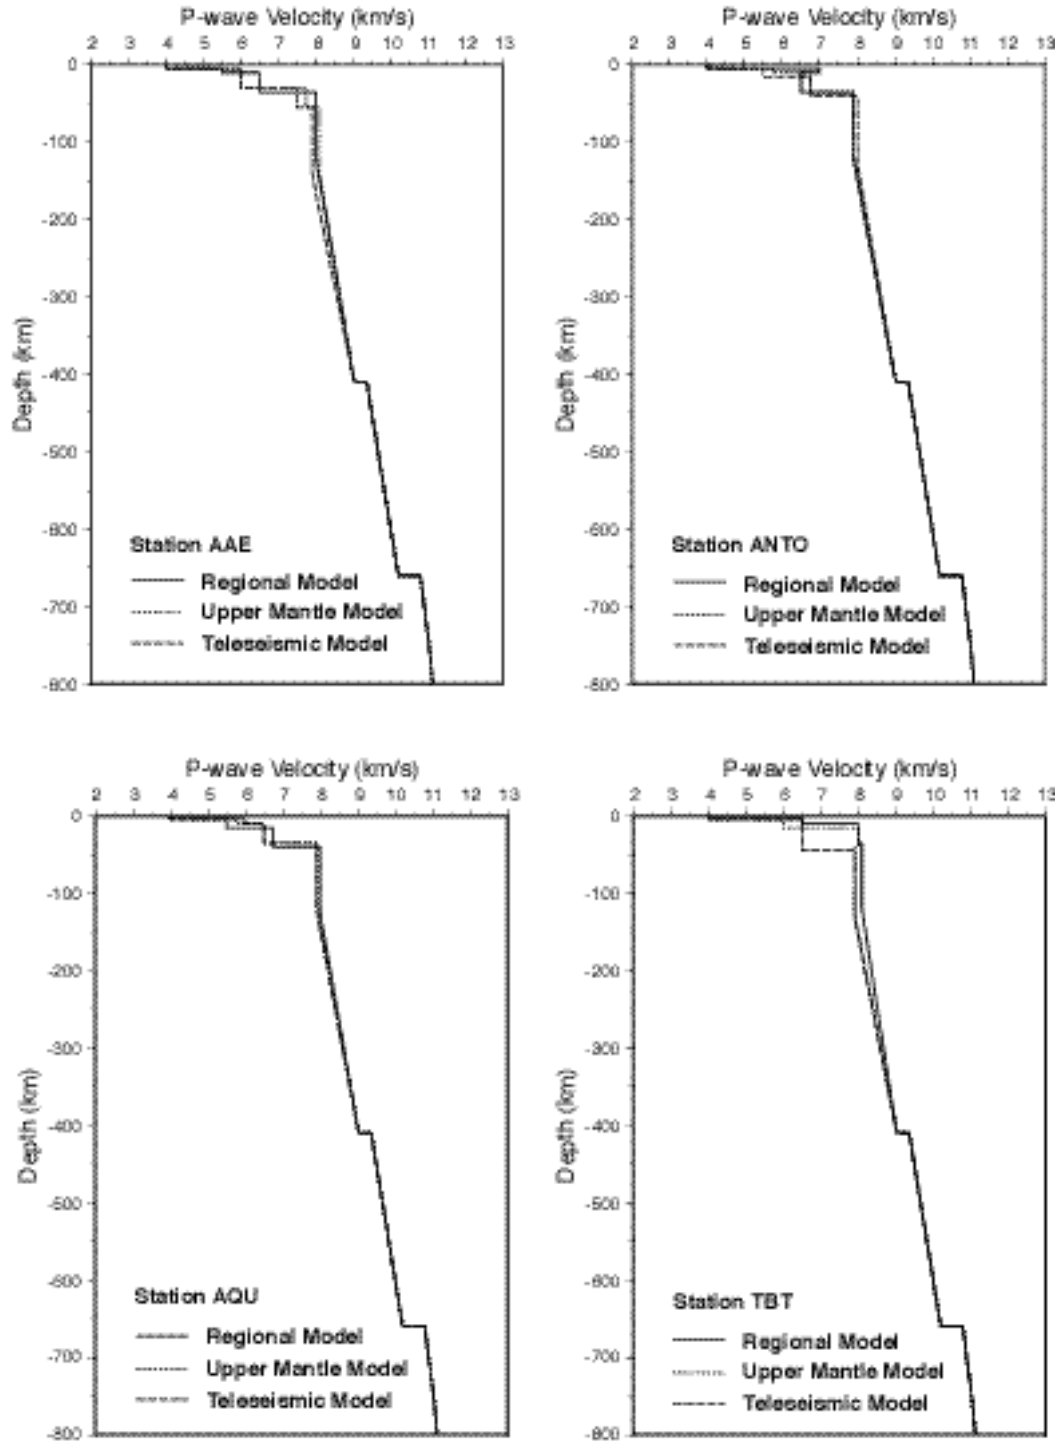 P-wave Velocity (km/s)
2 3 4 5 6 7 8 9 10 11 12 13
0
-100
-200
-300
-400
-500
-600
-700
-800
Depth (km)
Station AAE
Regional Model
Upper Mantle Model
Teleseismic Model
P-wave Velocity (km/s)
2 3 4 5 6 7 8 9 10 11 12 13
0
-100
-200
-300
-400
-500
-600
-700
-800
Depth (km)
Station ANTO
Regional Model
Upper Mantle Model
Teleseismic Model
P-wave Velocity (km/s)
2 3 4 5 6 7 8 9 10 11 12 13
0
-100
-200
-300
-400
-500
-600
-700
-800
Depth (km)
Station AQU
Regional Model
Upper Mantle Model
Teleseismic Model
P-wave Velocity (km/s)
2 3 4 5 6 7 8 9 10 11 12 13
0
-100
-200
-300
-400
-500
-600
-700
-800
Depth (km)
Station TBT
Regional Model
Upper Mantle Model
Teleseismic Model